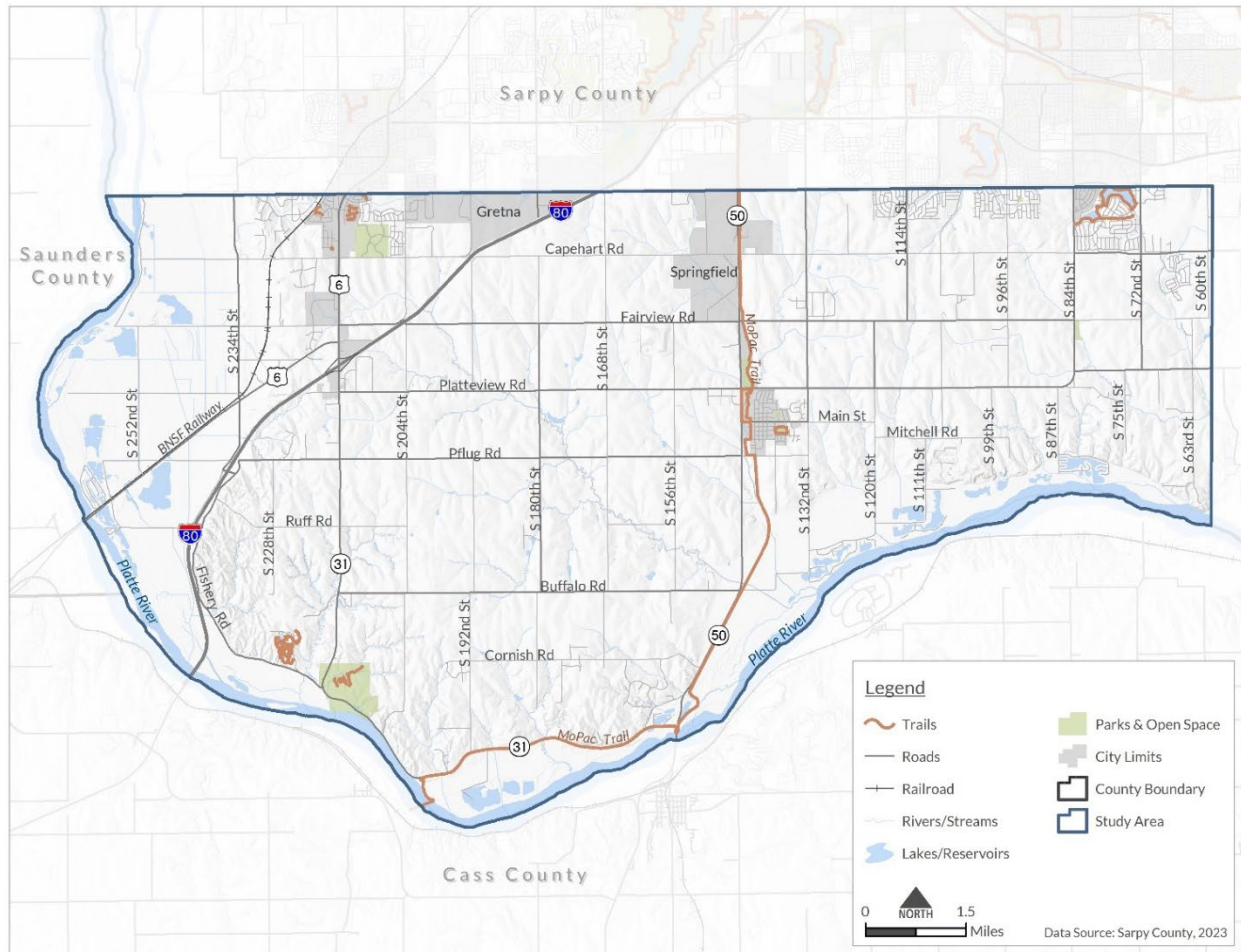 Sarpy County
Saunders
County
Gretna
80
50
S 114th St
Capehart Rd
Springfield
6
S 96th St
S 84th St
S 72nd St
S 60th St
Fairview Rd
S 234th St
MoPac Trail
S 168th St
6
Platteview Rd
S 252nd St
BNSF Railway
S 204th St
Main St
Mitchell Rd
S 99th St
S 87th St
S 75th St
S 63rd St
Pflug Rd
S 180th St
S 156th St
S 132nd St
S 120th St
S 111th St
80
S 228th St
Ruff Rd
31
Buffalo Rd
Platte River
Fishery Rd
S 192nd St
50
Platte River
Cornish Rd
31
MoPac Trail
Cass County
Legend
Trails
Roads
Railroad
Rivers/Streams
Lakes/Reservoirs
Parks & Open Space
City Limits
County Boundary
Study Area
0 NORTH 1.5
Miles
Data Source: Sarpy County, 2023